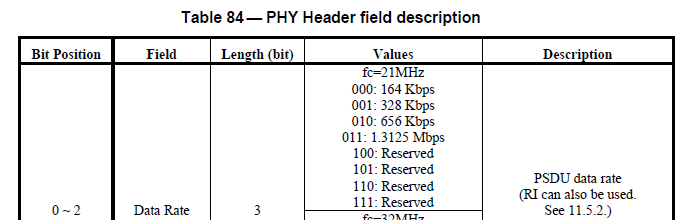 Table 84 — PHY Header field description
Bit Position Field Length (bit) Values Description
fc=21MHz
000: 164 Kbps
001: 328 Kbps
010: 656 Kbps
011: 1.3125 Mbps
100: Reserved
101: Reserved
110: Reserved
111: Reserved
fc=32MHz
0 ~ 2 Data Rate 3
PSDU data rate
(RI can also be used.
See 11.5.2.)